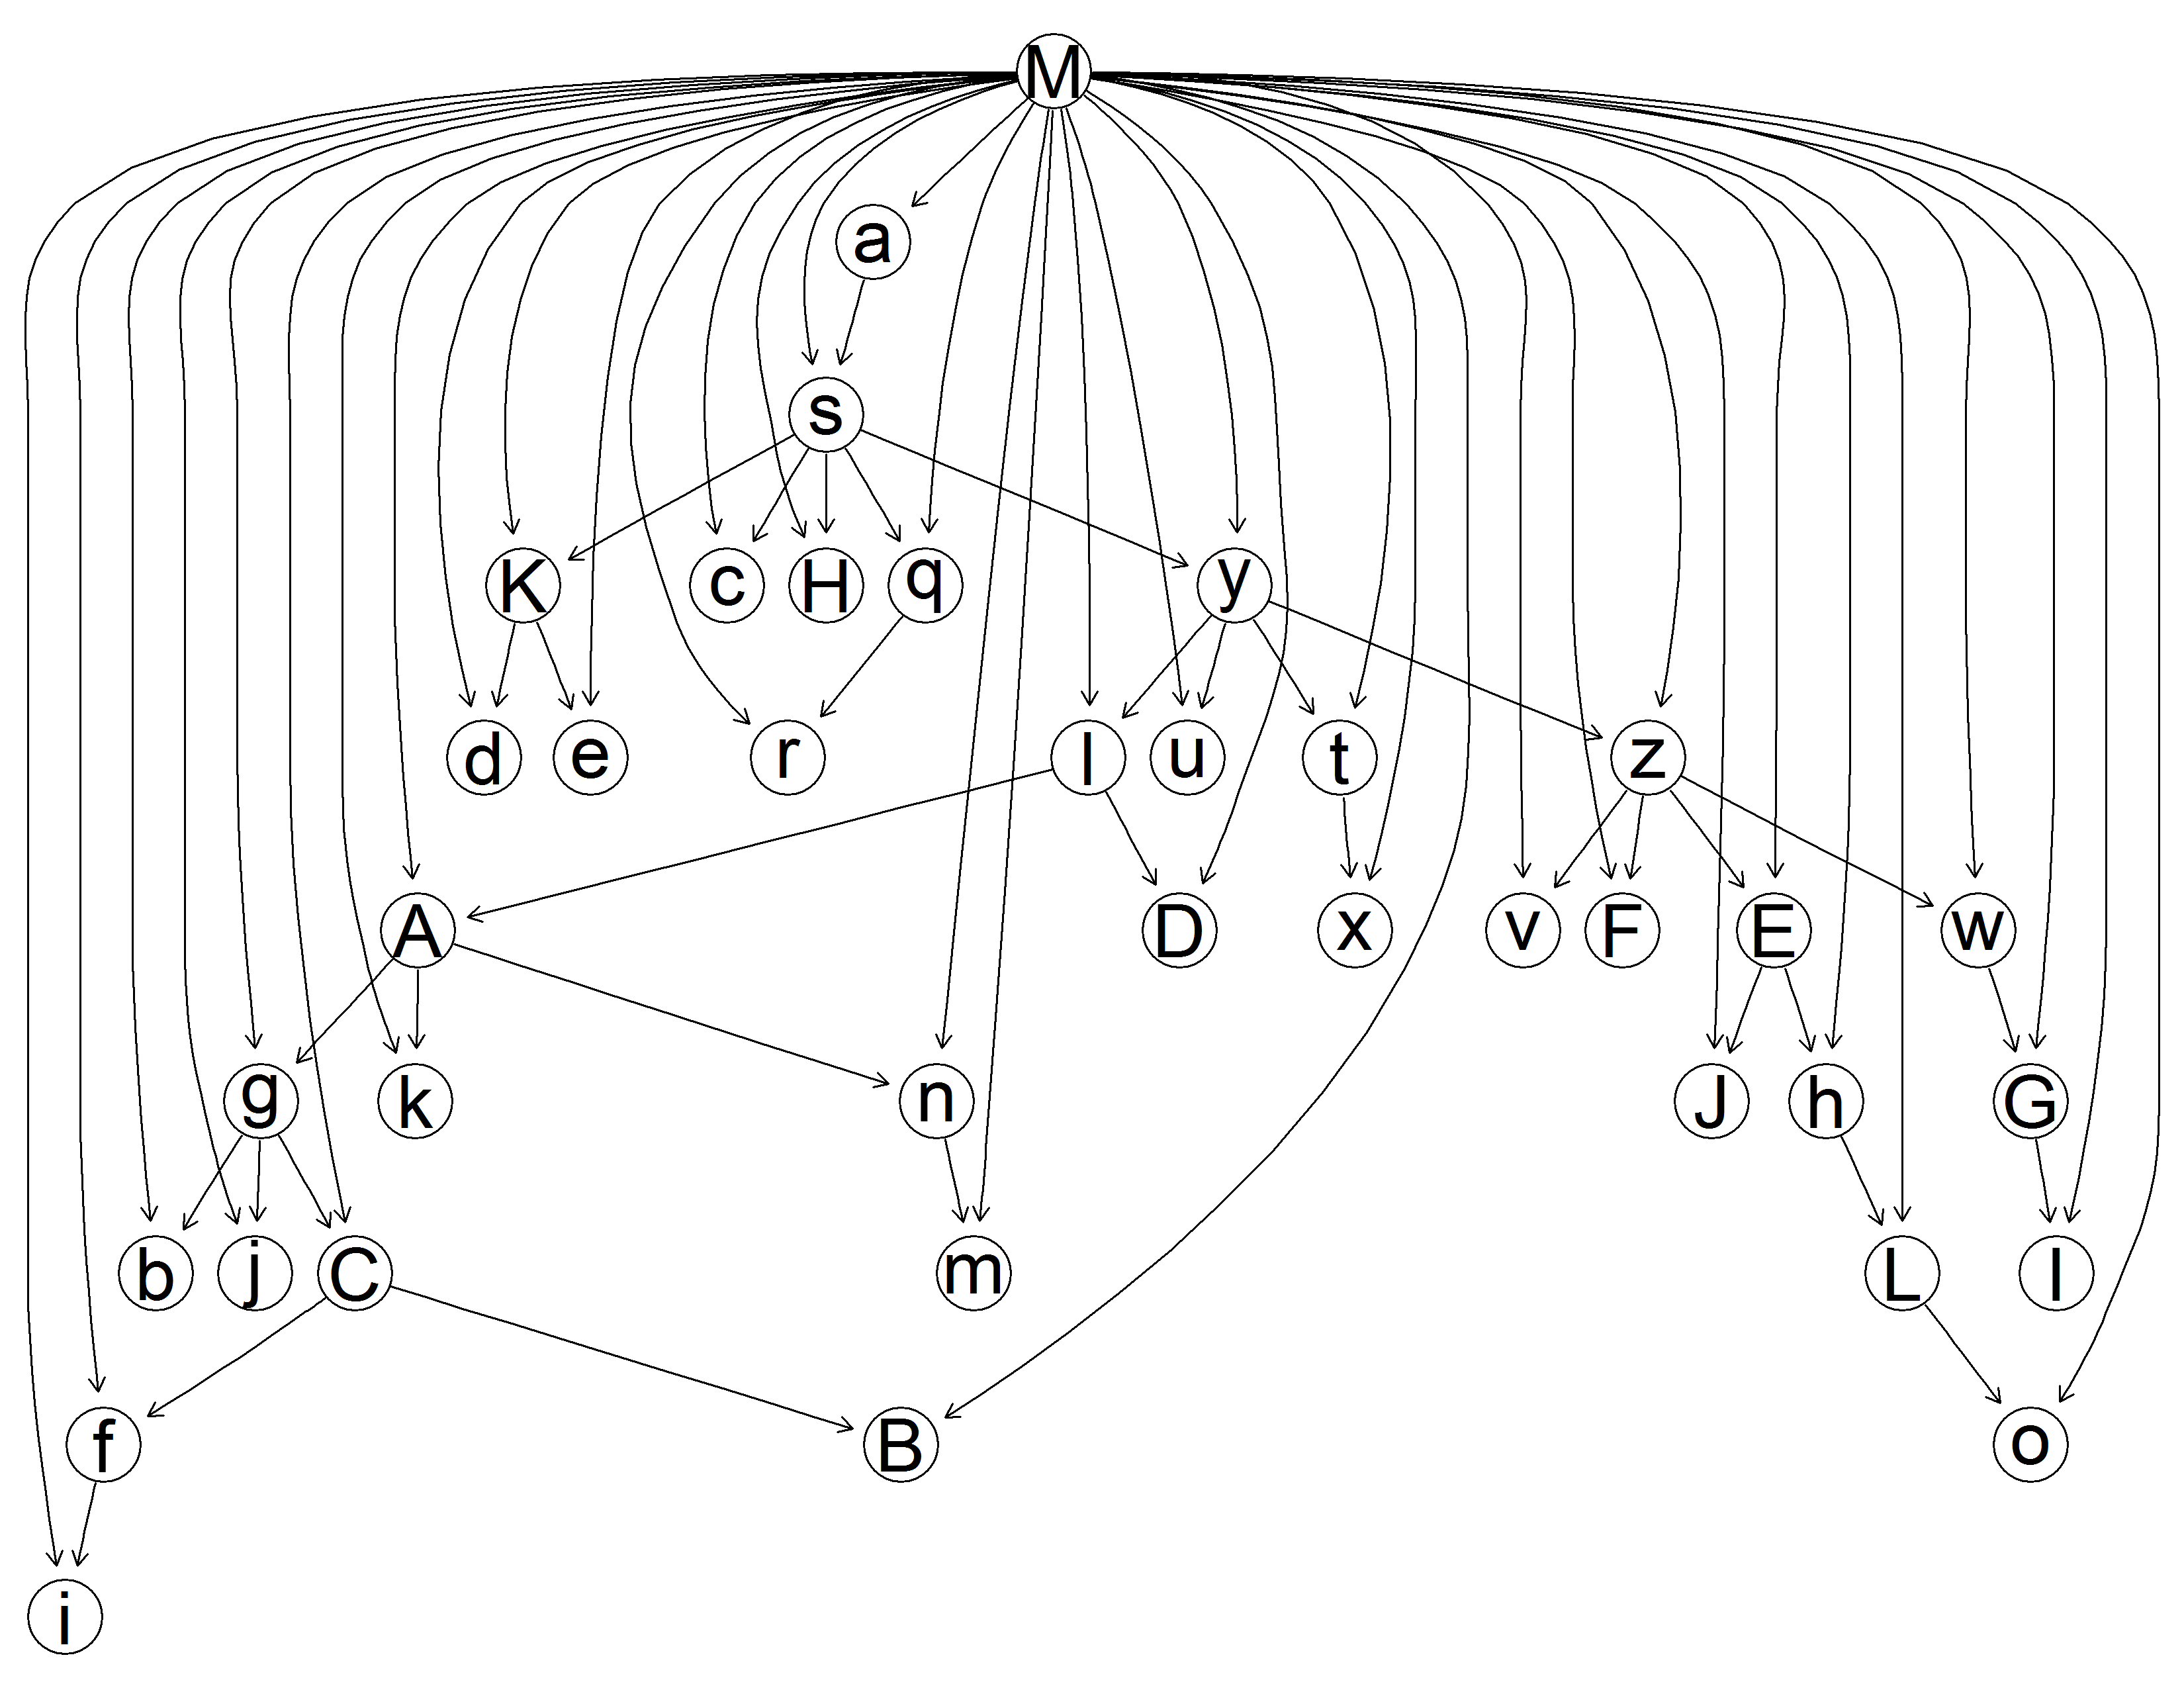 M
a
s
K c H q y
d e r l u t z
A D x v F E w
g k n J h G
b j C m L I
f B o
i